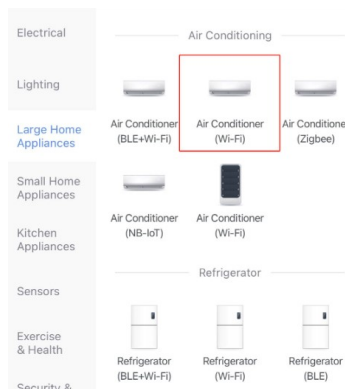 Electrical
Lighting
Large Home
Appliances
Small Home
Appliances
Kitchen
Appliances
Sensors
Exercise
& Health
Security &
Air Conditioning
Air Conditioner
(BLE+Wi-Fi)
Air Conditioner
(Wi-Fi)
Air Conditione
(Zigbee)
Air Conditioner
(NB-IoT)
Air Conditioner
(Wi-Fi)
Refrigerator
Refrigerator
(BLE+Wi-Fi)
Refrigerator
(Wi-Fi)
Refrigerator
(BLE)